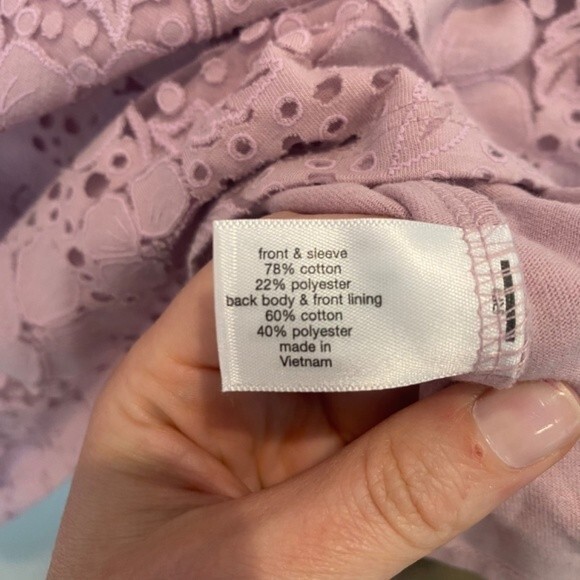 front & sleeve
78% cotton
22% polyester
back body & front lining
60% cotton
40% polyester
made in
Vietnam